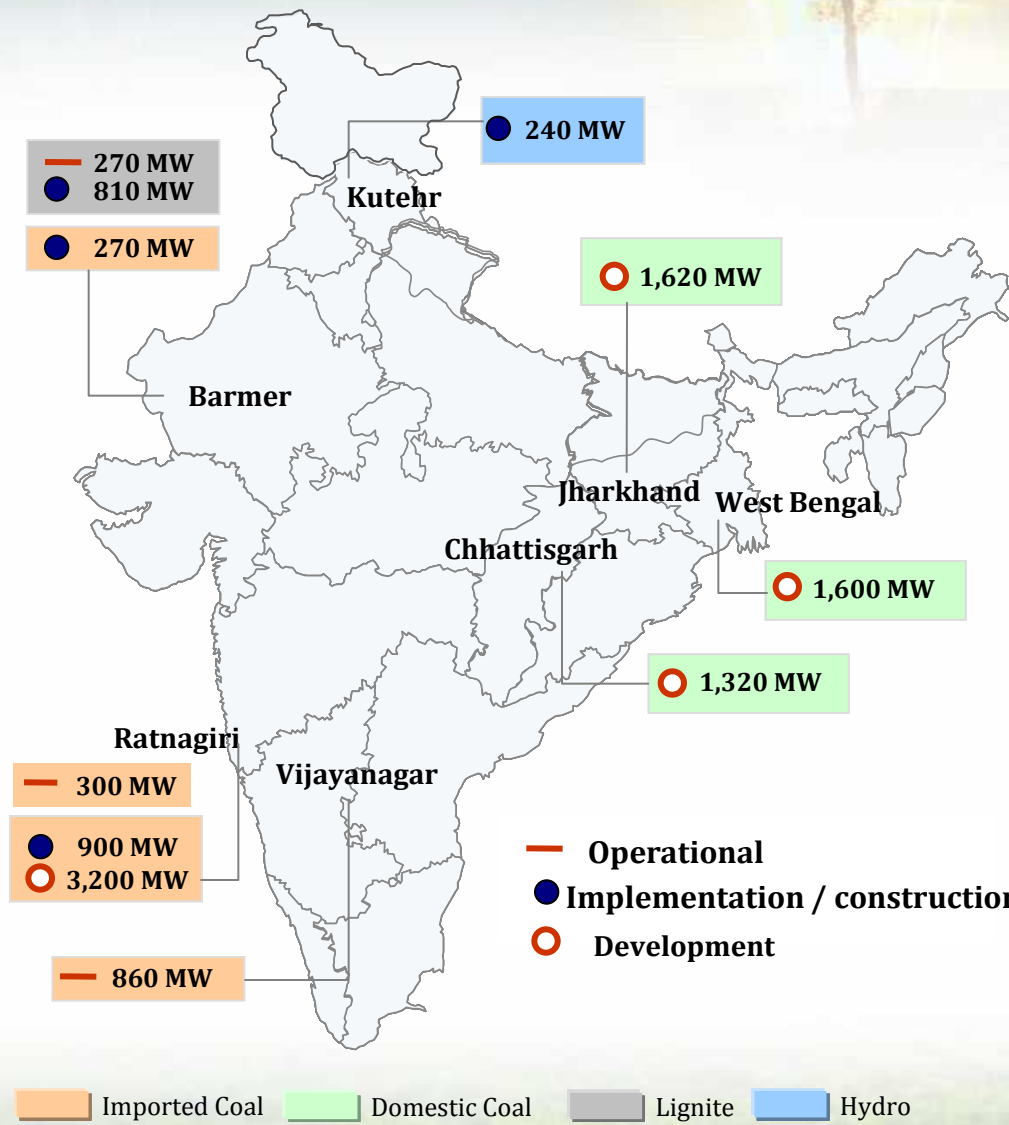 240 MW
270 MW
810 MW
Kutehr
270 MW
1,620 MW
Barmer
Jharkhand
West Bengal
Chhattisgarh
1,600 MW
1,320 MW
Ratnagiri
Vijayanagar
300 MW
900 MW
3,200 MW
Operational
Implementation / construction
Development
860 MW
Imported Coal
Domestic Coal
Lignite
Hydro